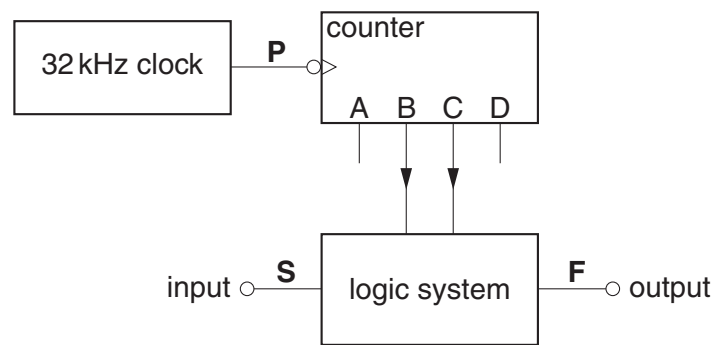 counter
32 kHz clock
P
A B C D
input
S
logic system
F
output